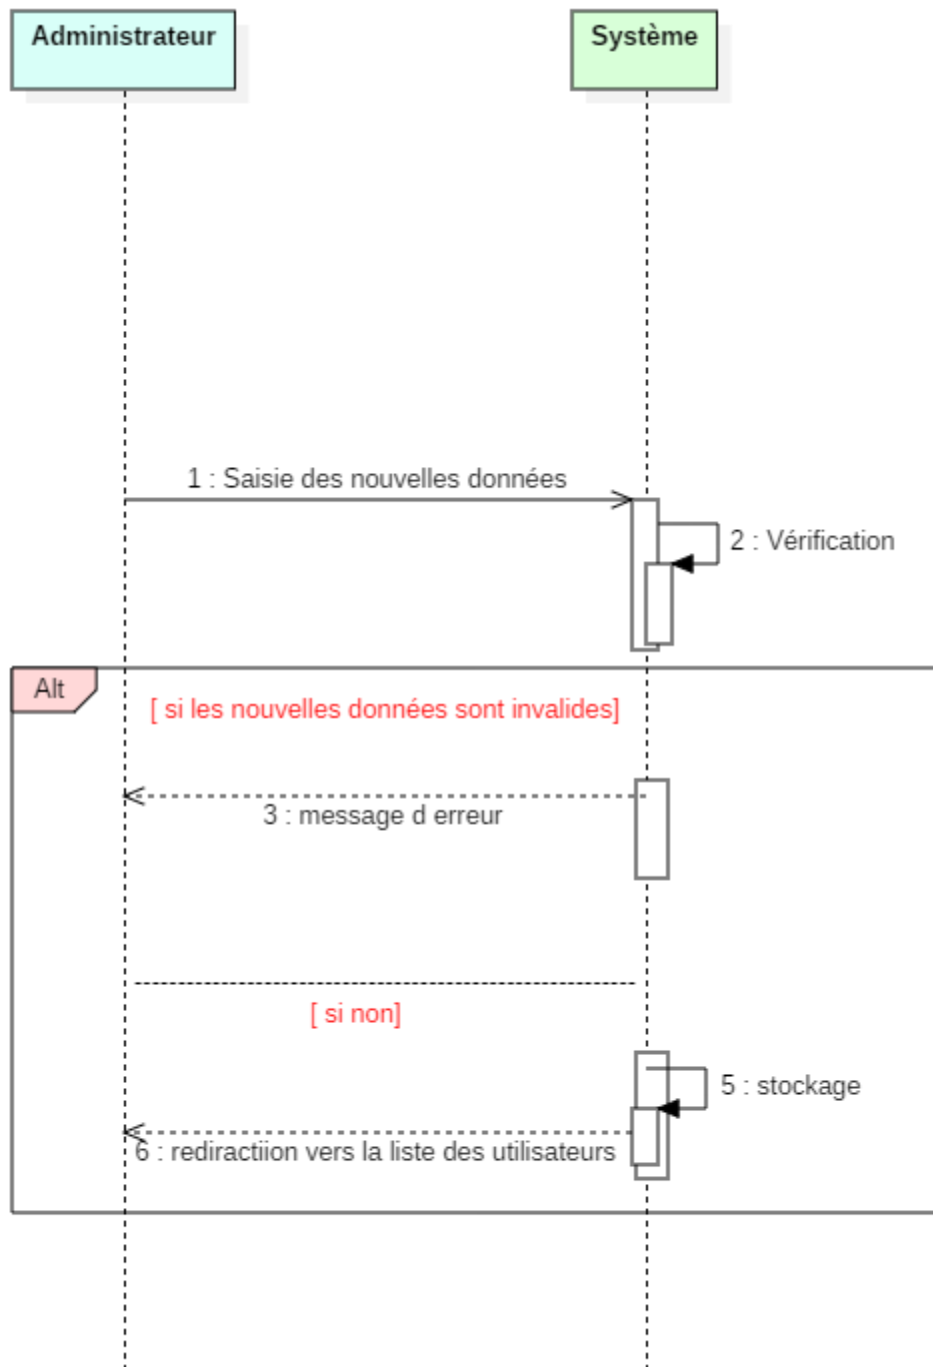 Administrateur
Système
1 : Saisie des nouvelles données
2 : Vérification
Alt
[ si les nouvelles données sont invalides]
3 : message d erreur
[ si non]
5 : stockage
6 : rediractiion vers la liste des utilisateurs